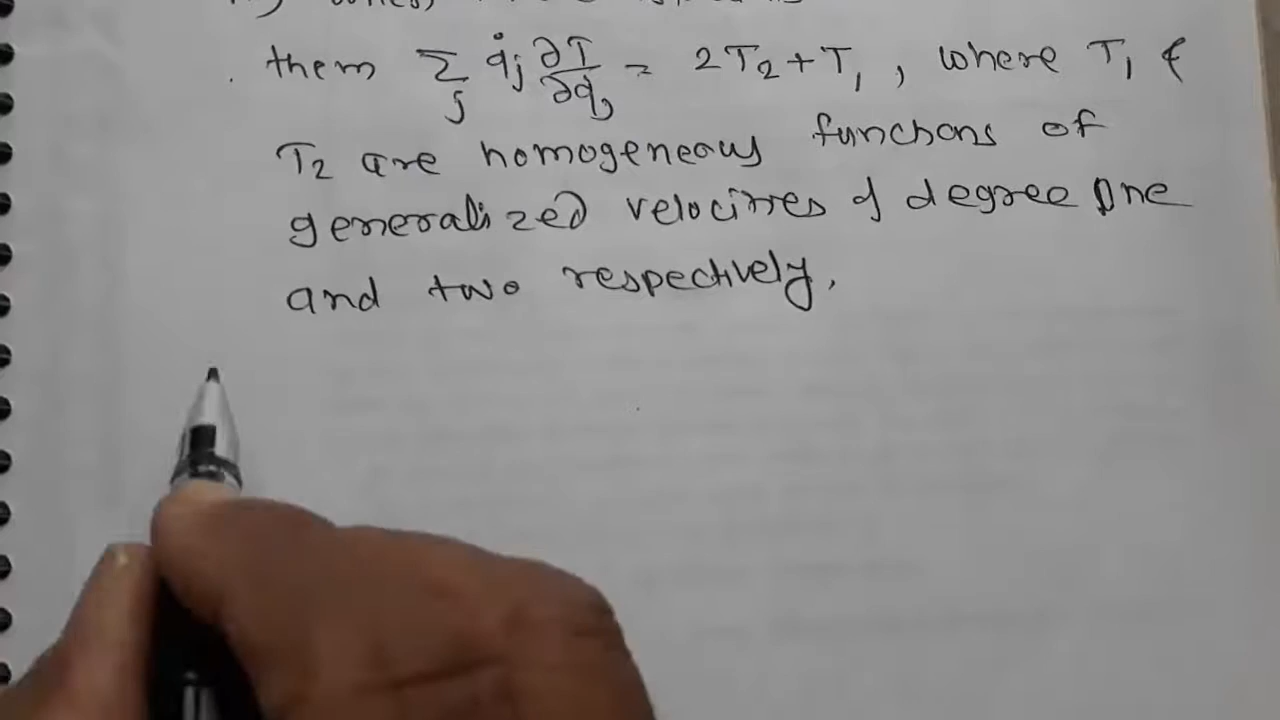 them Σ_j q̇_j ∂T/∂q̇_j = 2T₂ + T₁, where T₁ &
T₂ are homogeneous functions of
generalized velocities of degree one
and two respectively.